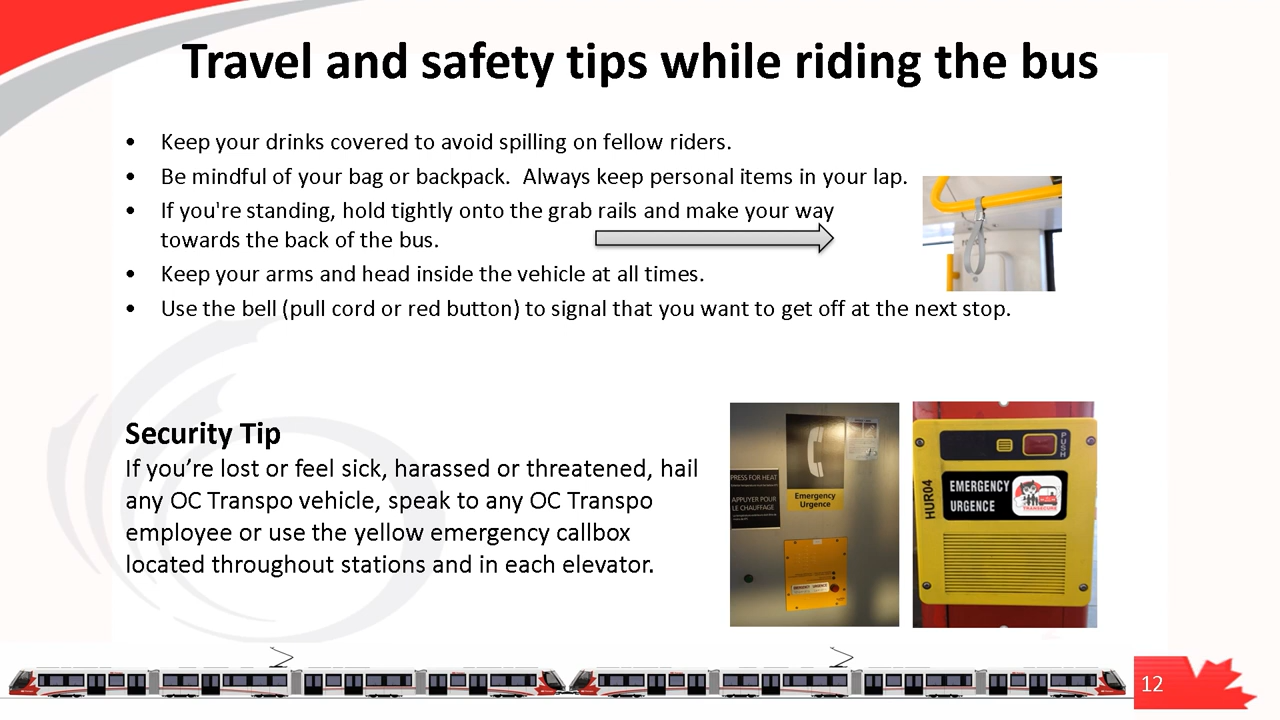 Travel and safety tips while riding the bus
• Keep your drinks covered to avoid spilling on fellow riders.
• Be mindful of your bag or backpack.  Always keep personal items in your lap.
• If you're standing, hold tightly onto the grab rails and make your way
towards the back of the bus.
• Keep your arms and head inside the vehicle at all times.
• Use the bell (pull cord or red button) to signal that you want to get off at the next stop.
Security Tip
If you’re lost or feel sick, harassed or threatened, hail
any OC Transpo vehicle, speak to any OC Transpo
employee or use the yellow emergency callbox
located throughout stations and in each elevator.
PRESS FOR HEAT
APPUYER POUR
LE CHAUFFAGE
Emergency
Urgence
EMERGENCY URGENCE
PUSH
HUR04
EMERGENCY
URGENCE
TRANSECURE
12